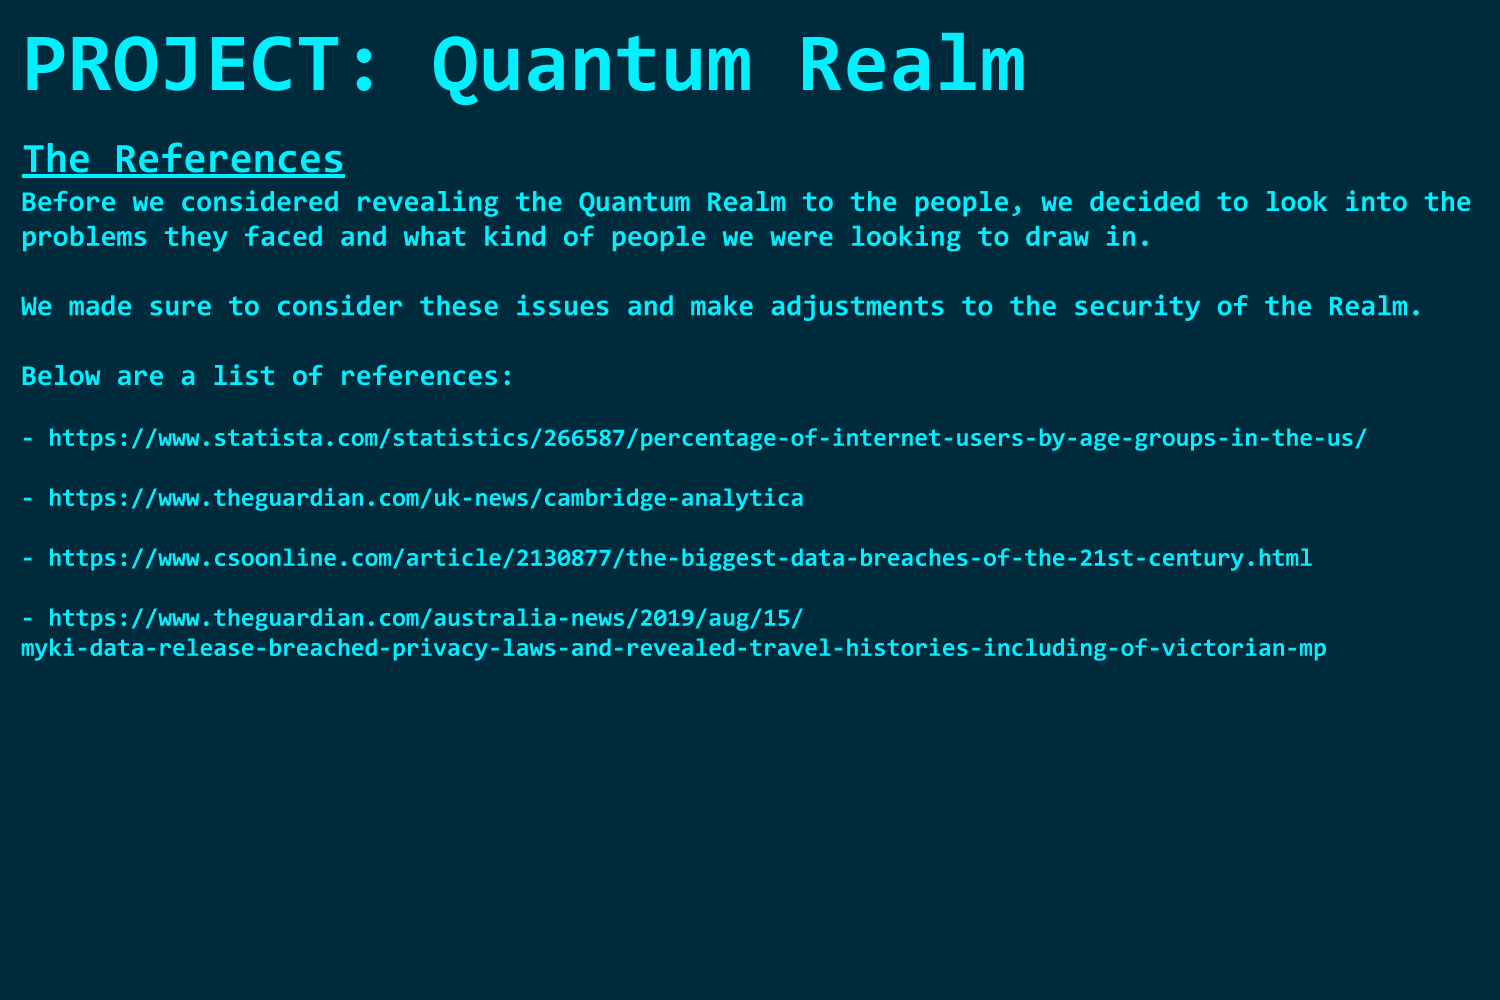 PROJECT: Quantum Realm
The References
Before we considered revealing the Quantum Realm to the people, we decided to look into the
problems they faced and what kind of people we were looking to draw in.
We made sure to consider these issues and make adjustments to the security of the Realm.
Below are a list of references:
- https://www.statista.com/statistics/266587/percentage-of-internet-users-by-age-groups-in-the-us/
- https://www.theguardian.com/uk-news/cambridge-analytica
- https://www.csoonline.com/article/2130877/the-biggest-data-breaches-of-the-21st-century.html
- https://www.theguardian.com/australia-news/2019/aug/15/
myki-data-release-breached-privacy-laws-and-revealed-travel-histories-including-of-victorian-mp